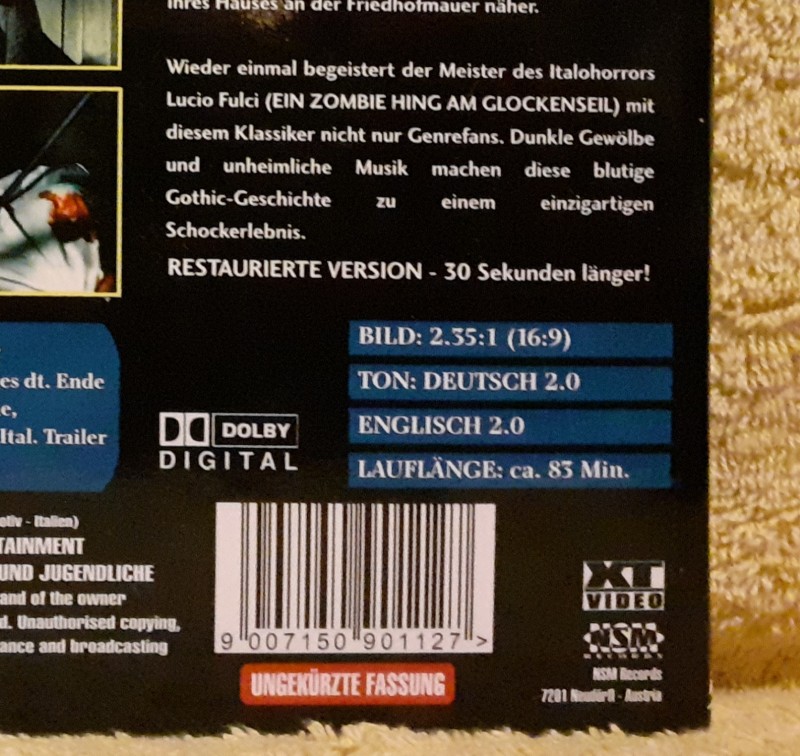 ihres Hauses an der Friedhofmauer näher.
Wieder einmal begeistert der Meister des Italohorrors
Lucio Fulci (EIN ZOMBIE HING AM GLOCKENSEIL) mit
diesem Klassiker nicht nur Genrefans. Dunkle Gewölbe
und unheimliche Musik machen diese blutige
Gothic-Geschichte zu einem einzigartigen
Schockerlebnis.
RESTAURIERTE VERSION - 30 Sekunden länger!
BILD: 2.35:1 (16:9)
TON: DEUTSCH 2.0
ENGLISCH 2.0
LAUFLÄNGE: ca. 83 Min.
es dt. Ende
e,
Ital. Trailer
DOLBY
DIGITAL
otiv - Italien)
TAINMENT
UND JUGENDLICHE
and of the owner
d. Unauthorised copying,
ance and broadcasting
9 007150 901127 >
UNGEKÜRZTE FASSUNG
XT
VIDEO
NSM
RECORDS
NSM Records
7201 Neudörfl - Austria